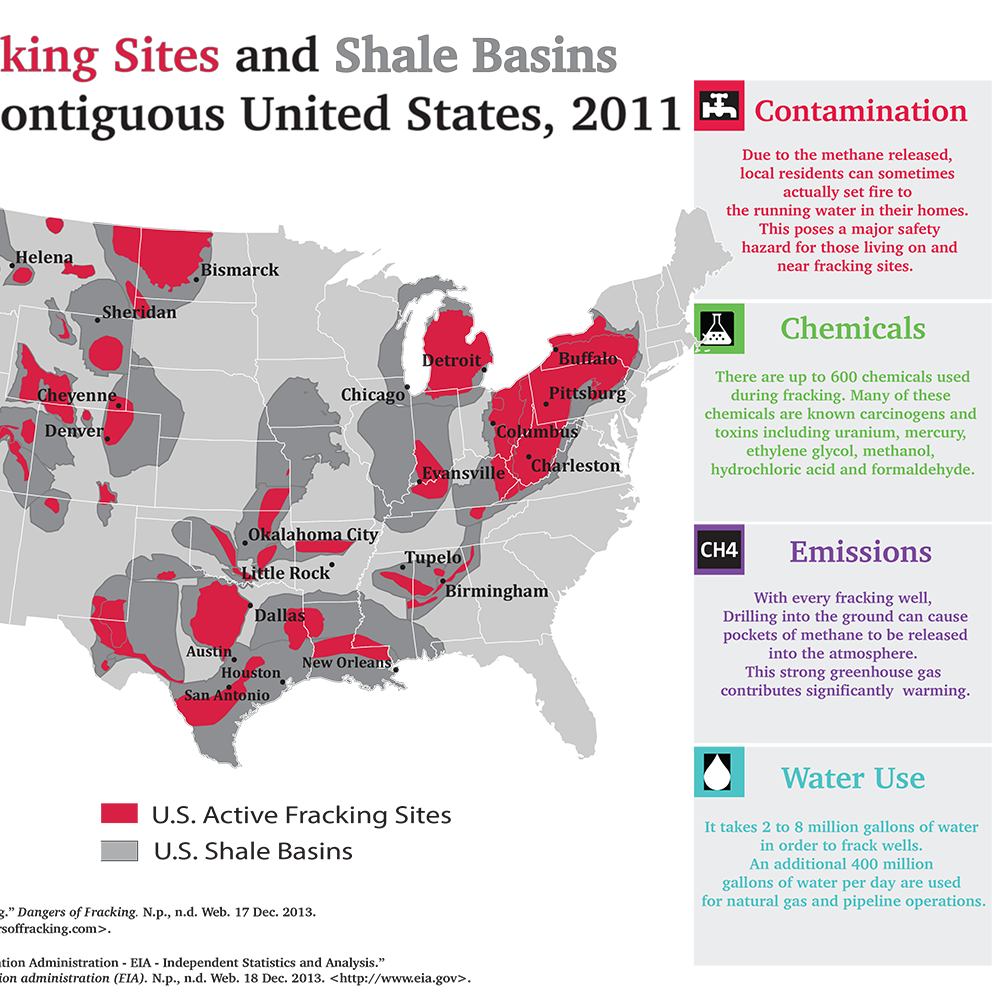 king Sites and Shale Basins
ontiguous United States, 2011
Contamination
Due to the methane released,
local residents can sometimes
actually set fire to
the running water in their homes.
This poses a major safety
hazard for those living on and
near fracking sites.
Chemicals
There are up to 600 chemicals used
during fracking. Many of these
chemicals are known carcinogens and
toxins including uranium, mercury,
ethylene glycol, methanol,
hydrochloric acid and formaldehyde.
CH4
Emissions
With every fracking well,
Drilling into the ground can cause
pockets of methane to be released
into the atmosphere.
This strong greenhouse gas
contributes significantly warming.
Water Use
It takes 2 to 8 million gallons of water
in order to frack wells.
An additional 400 million
gallons of water per day are used
for natural gas and pipeline operations.
Helena
Bismarck
Sheridan
Detroit
Buffalo
Cheyenne
Chicago
Pittsburg
Denver
Columbus
Evansville
Charleston
Okalahoma City
Tupelo
Little Rock
Birmingham
Dallas
Austin
New Orleans
Houston
San Antonio
U.S. Active Fracking Sites
U.S. Shale Basins
g.” Dangers of Fracking. N.p., n.d. Web. 17 Dec. 2013.
rsoffracking.com>.
ation Administration - EIA - Independent Statistics and Analysis.”
ion administration (EIA). N.p., n.d. Web. 18 Dec. 2013. <http://www.eia.gov>.